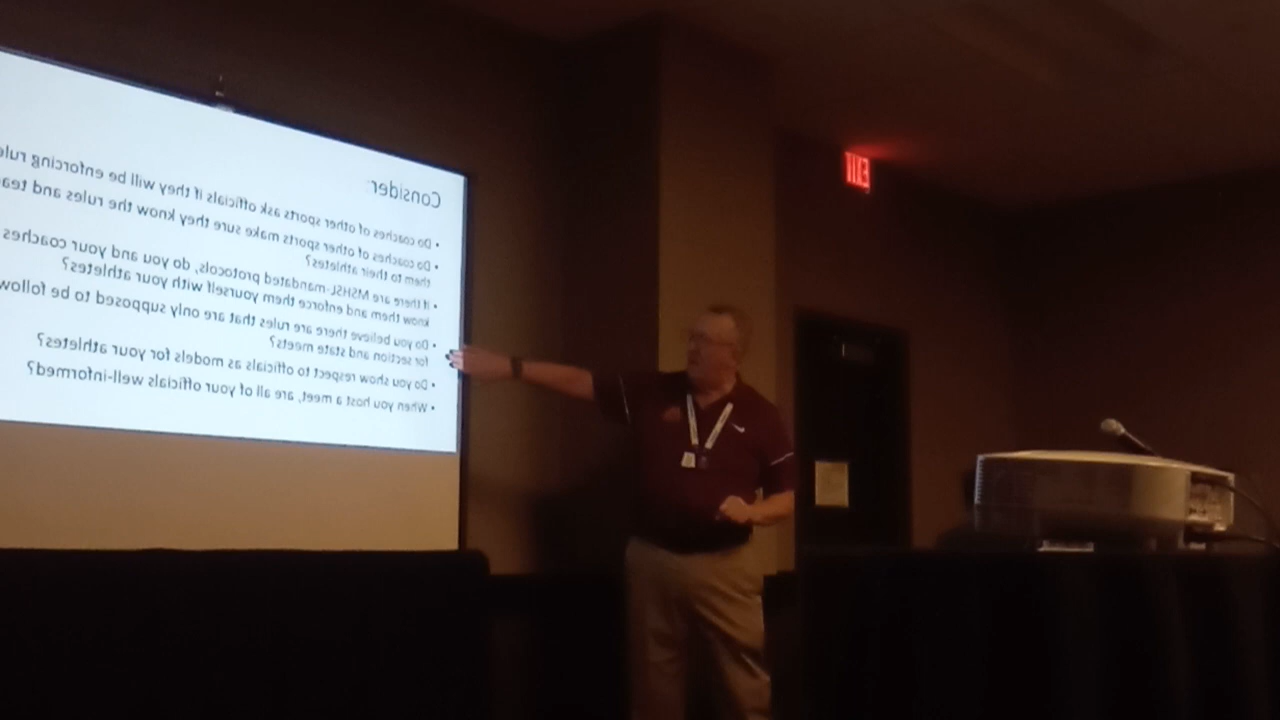 Consider:
• Do coaches of other sports ask officials if they will be enforcing
• Do coaches of other sports make sure they know the rules and
them to their athletes?
• If there are MSHSL-mandated protocols, do you and your coaches
know them and enforce them yourself with your athletes?
• Do you believe there are rules that are only supposed to be
for section and state meets?
• Do you show respect to officials as models for your athletes?
• When you host a meet, are all of your officials well-informed?
EXIT